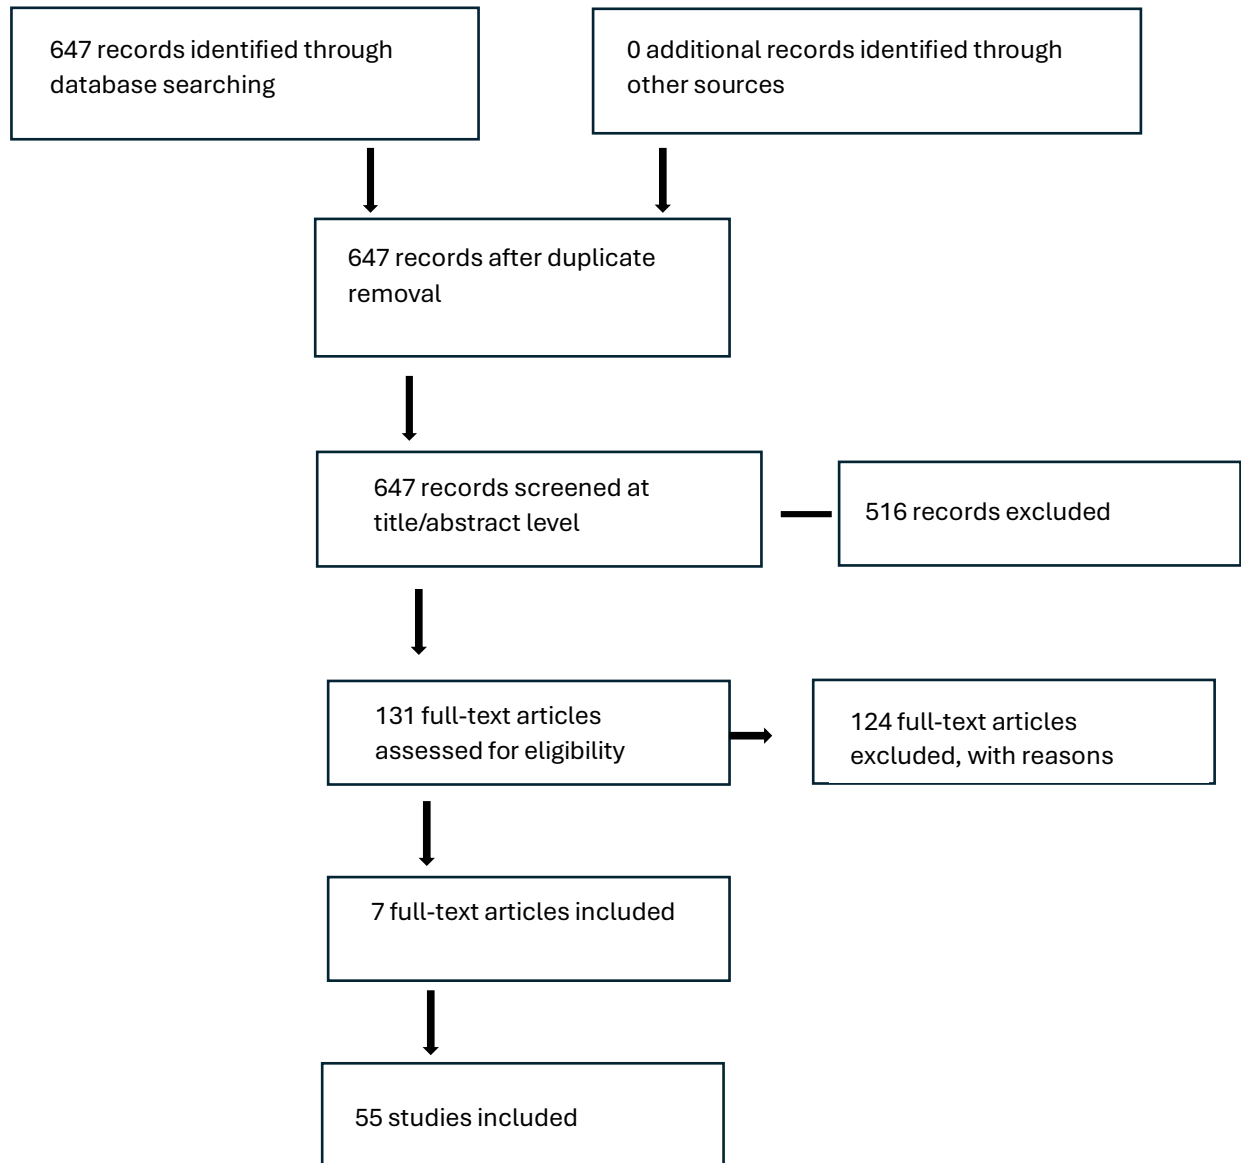 647 records identified through
database searching
0 additional records identified through
other sources
647 records after duplicate
removal
647 records screened at
title/abstract level
516 records excluded
131 full-text articles
assessed for eligibility
124 full-text articles
excluded, with reasons
7 full-text articles included
55 studies included